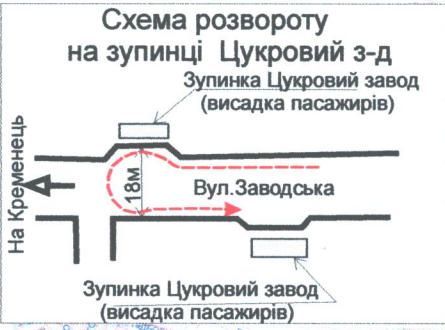 Схема розвороту
на зупинці Цукровий з-д
Зупинка Цукровий завод
(висадка пасажирів)
На Кременець
18м
Вул.Заводська
Зупинка Цукровий завод
(висадка пасажирів)